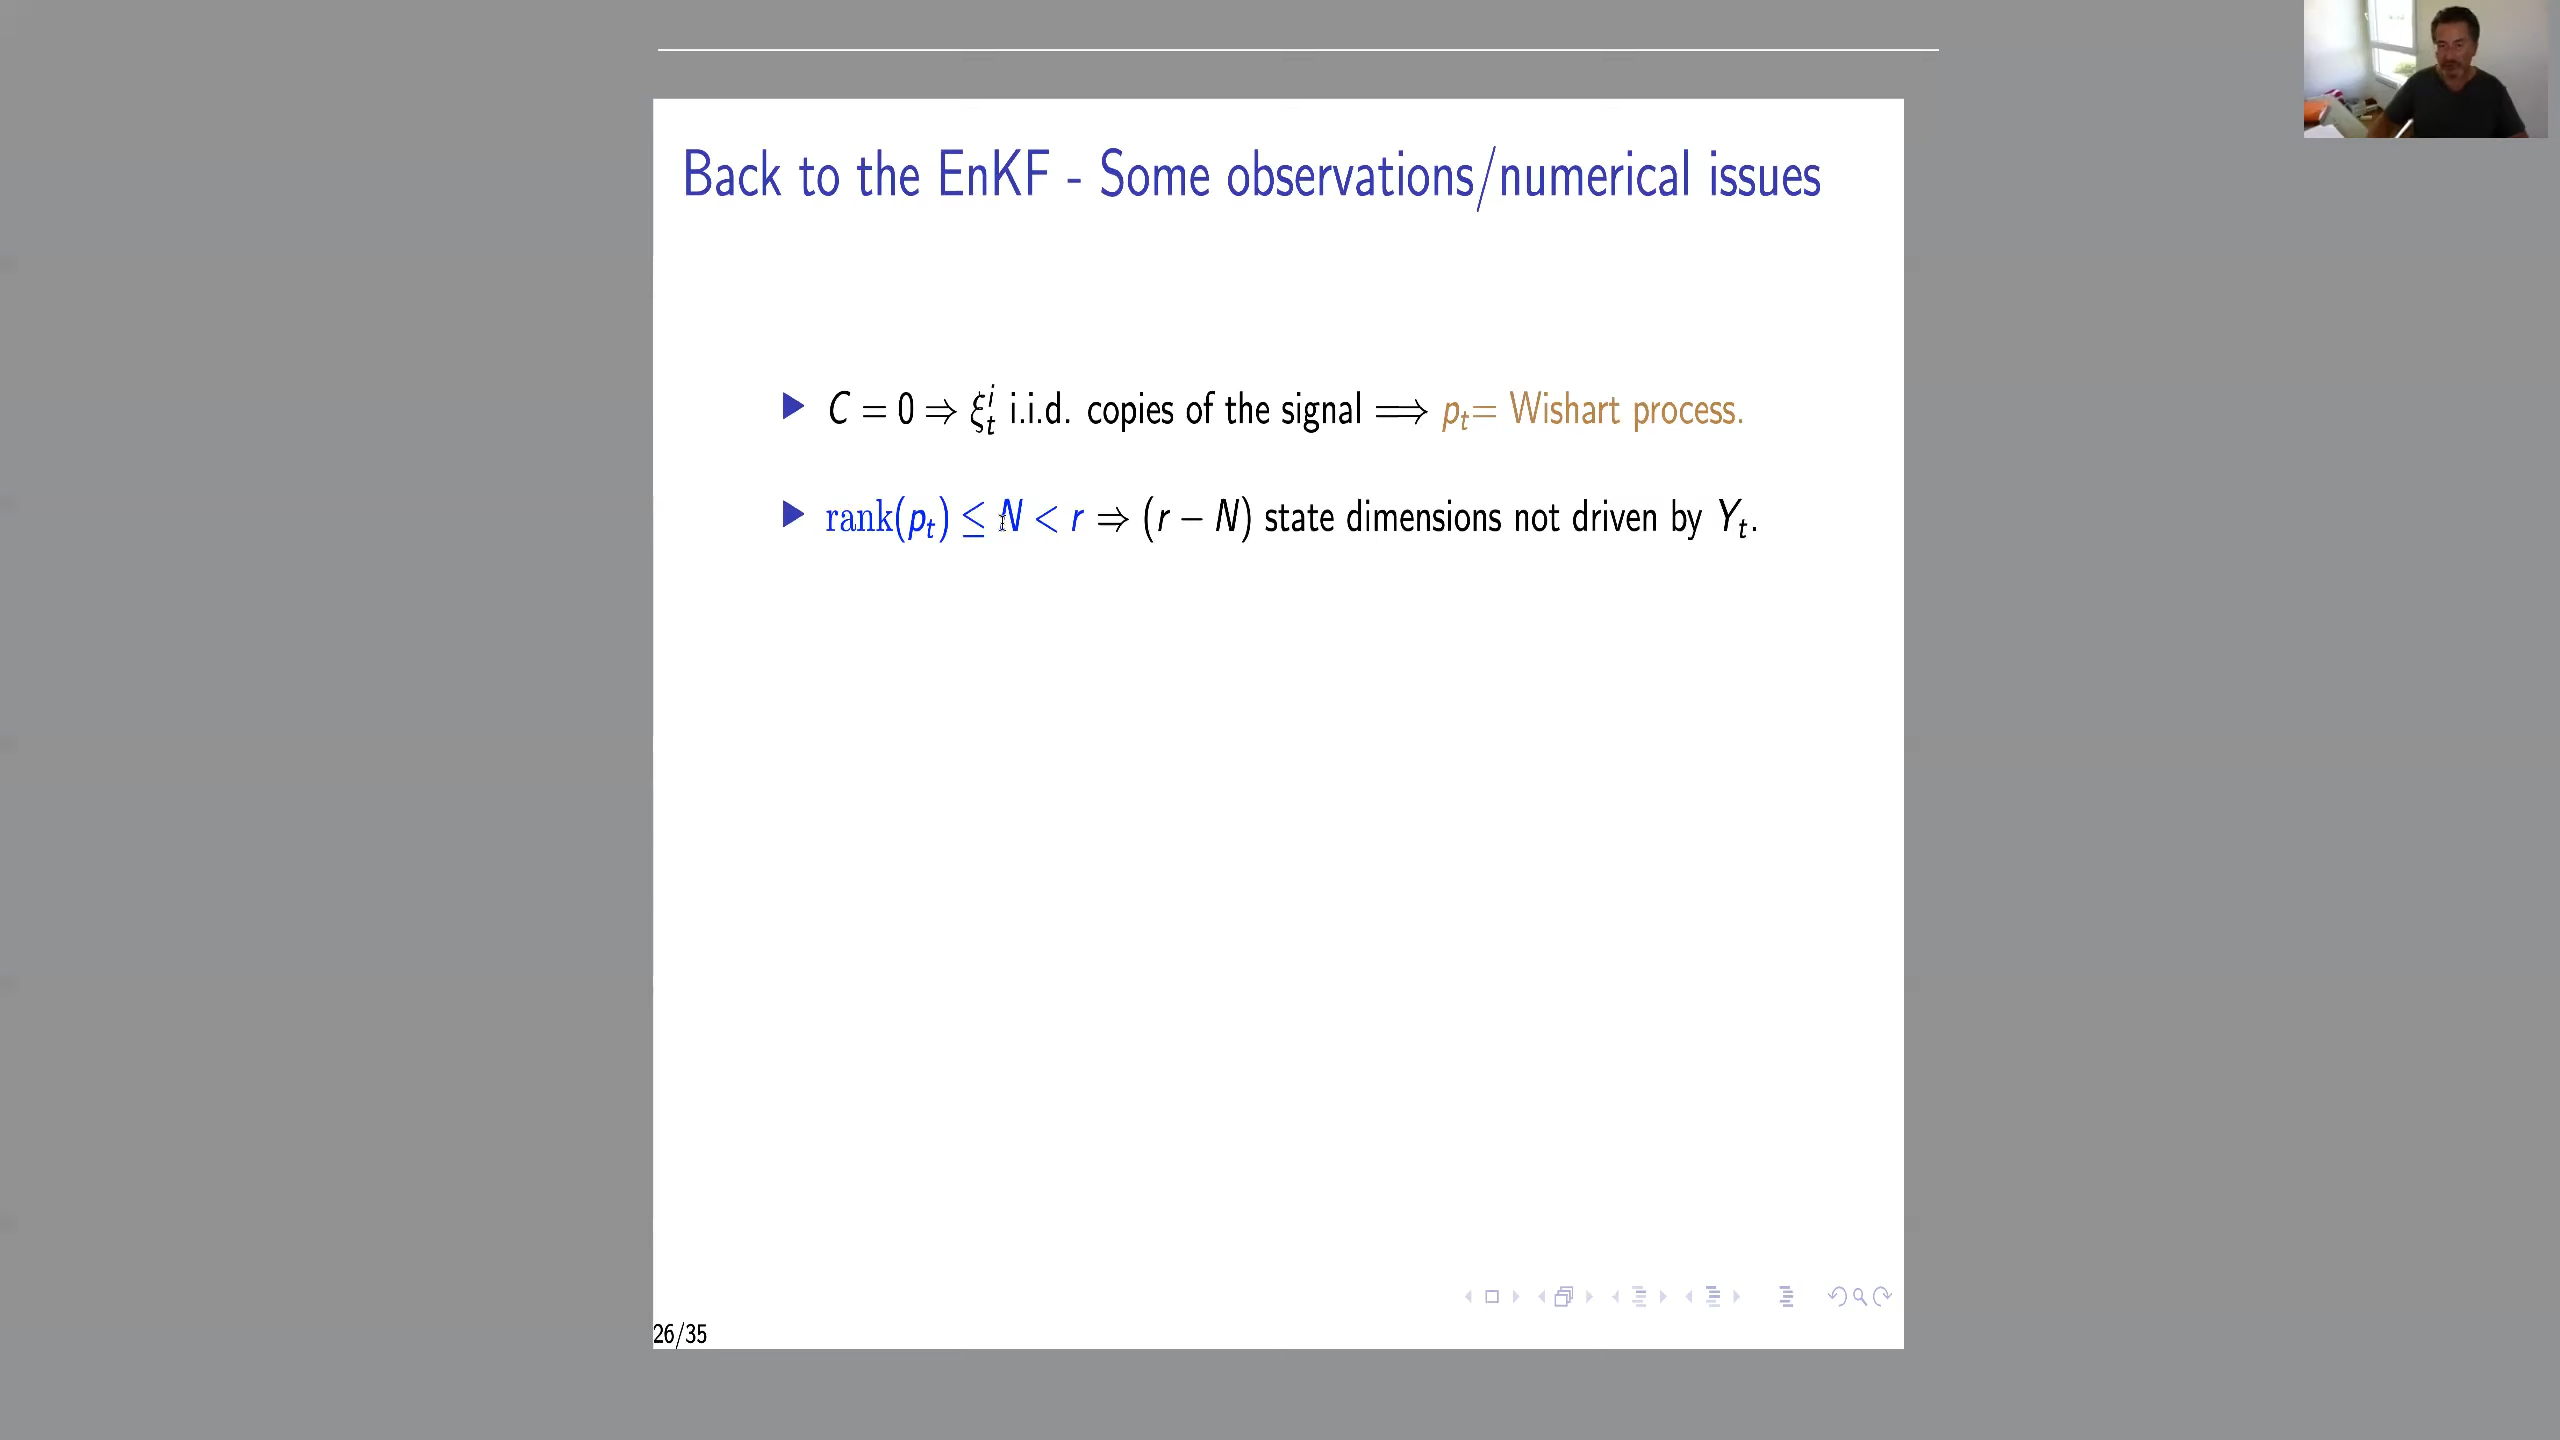 Back to the EnKF - Some observations/numerical issues
▶ C = 0 ⇒ ξ_t^i i.i.d. copies of the signal ⟹ p_t = Wishart process.
▶ rank(p_t) ≤ N < r ⇒ (r − N) state dimensions not driven by Y_t.
26/35